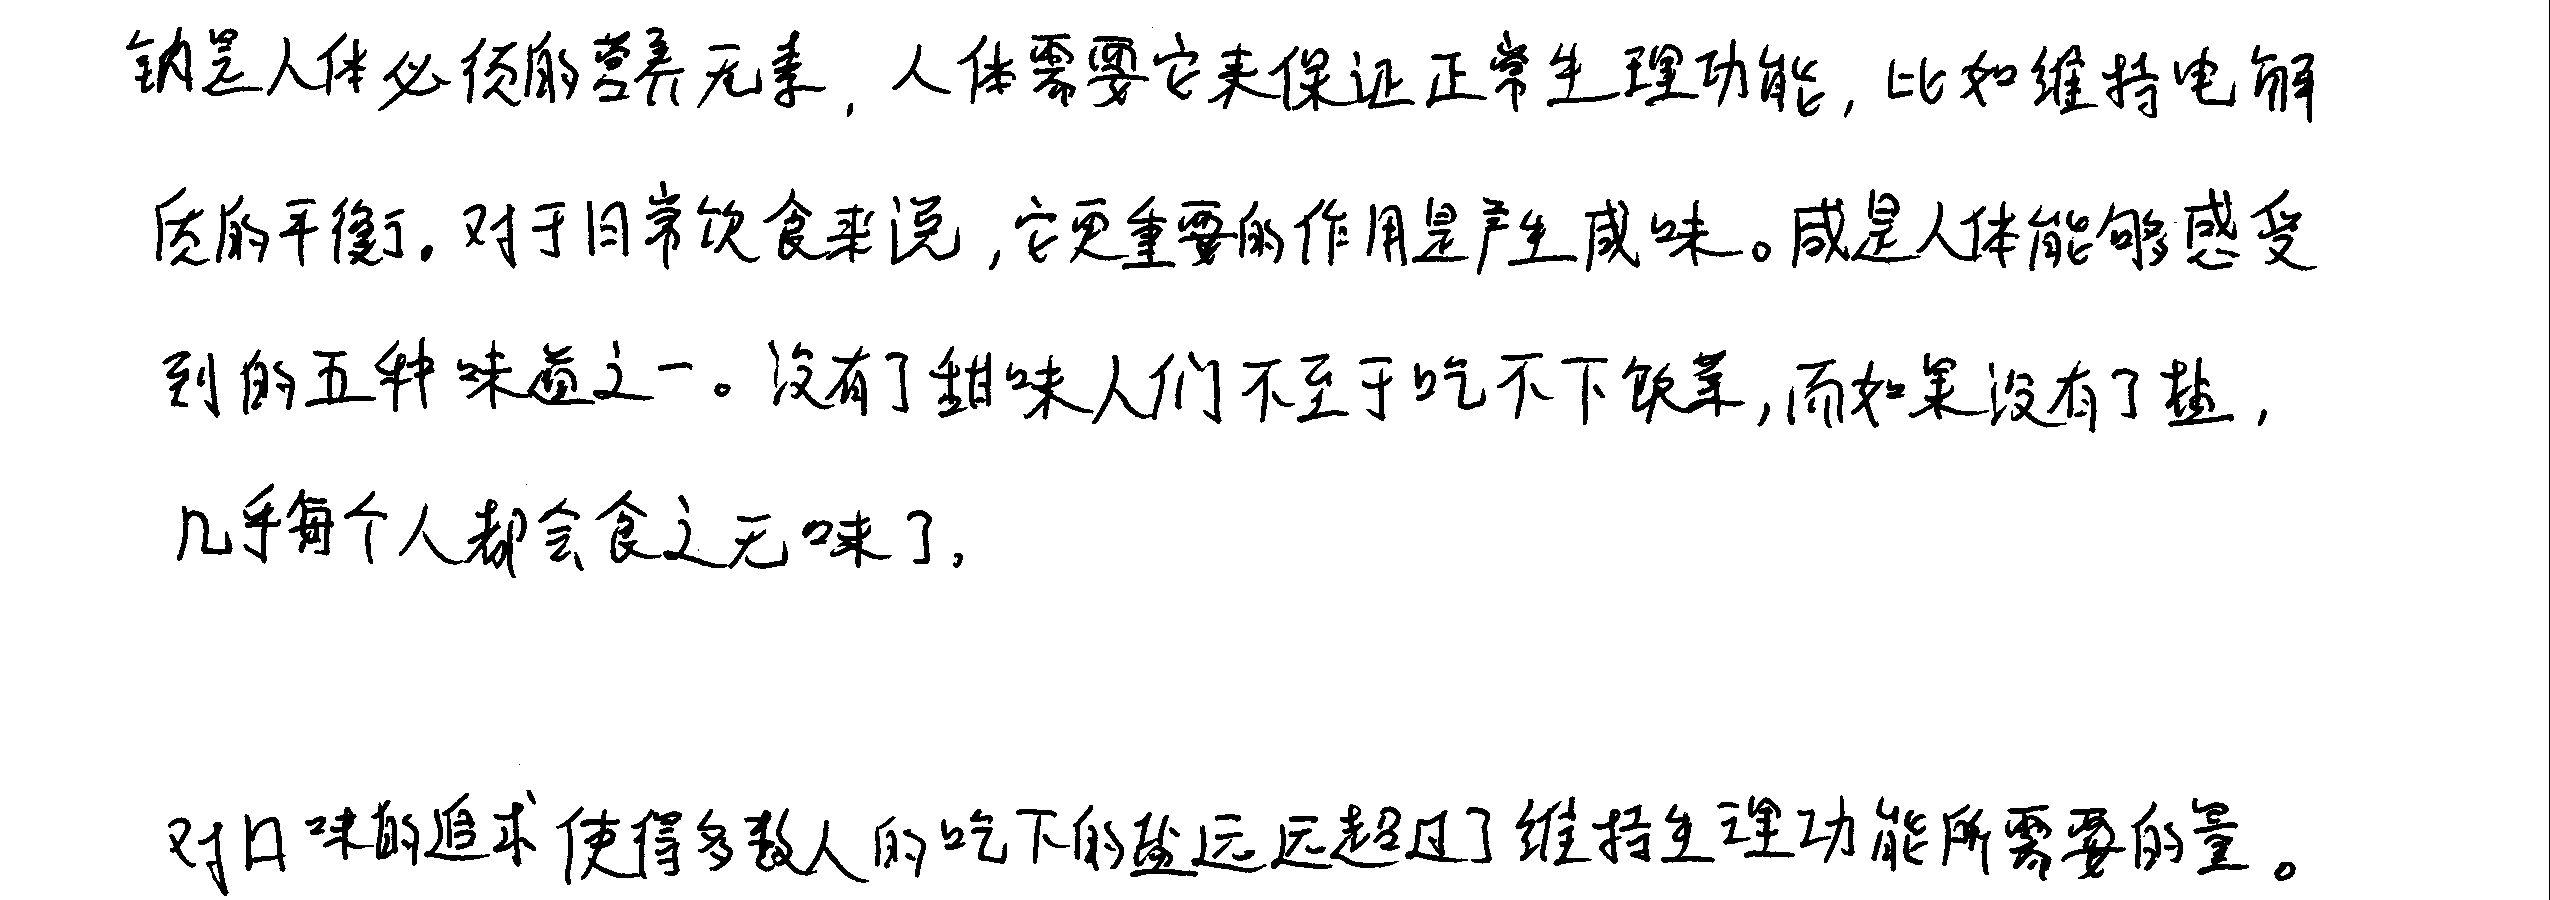 钠是人体必须的营养元素，人体需要它来保证正常生理功能，比如维持电解
质的平衡。对于日常饮食来说，它更重要的作用是产生咸味。咸是人体能够感受
到的五种味道之一。没有了甜味人们不至于吃不下饭菜，而如果没有了盐，
几乎每个人都会食之无味了，
对口味的追求使得多数人的吃下的盐远远超过了维持生理功能所需要的量。